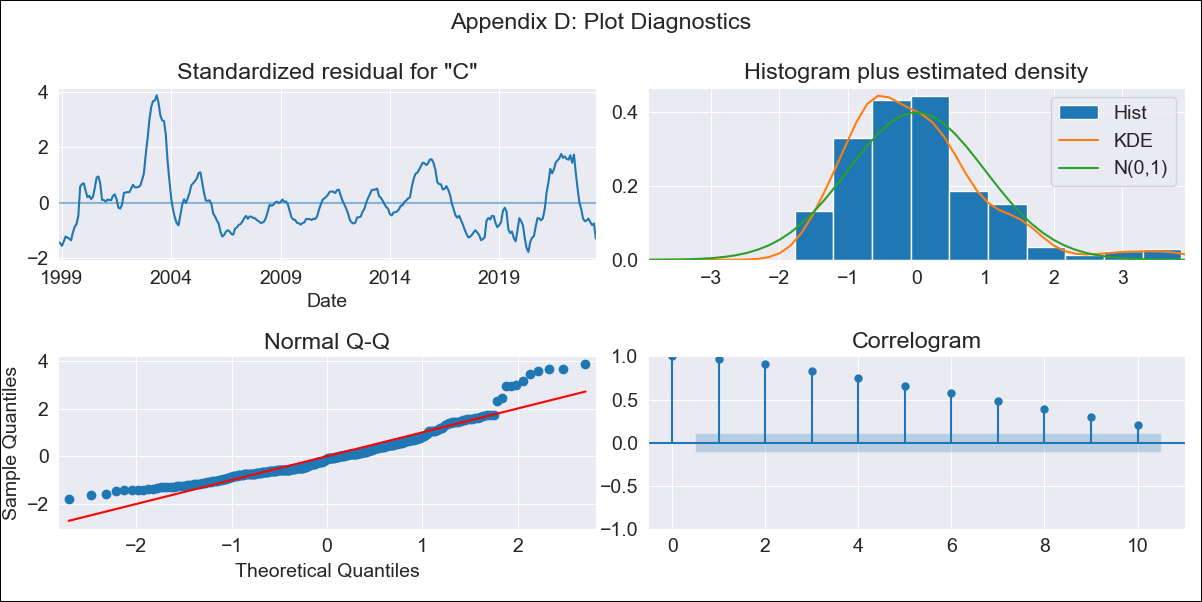 Appendix D: Plot Diagnostics
Standardized residual for "C"
4
2
0
−2
1999 2004 2009 2014 2019
Date
Histogram plus estimated density
0.4
0.2
0.0
−3 −2 −1 0 1 2 3
Hist
KDE
N(0,1)
Normal Q-Q
Sample Quantiles
4
2
0
−2
−2 −1 0 1 2
Theoretical Quantiles
Correlogram
1.0
0.5
0.0
−0.5
−1.0
0 2 4 6 8 10